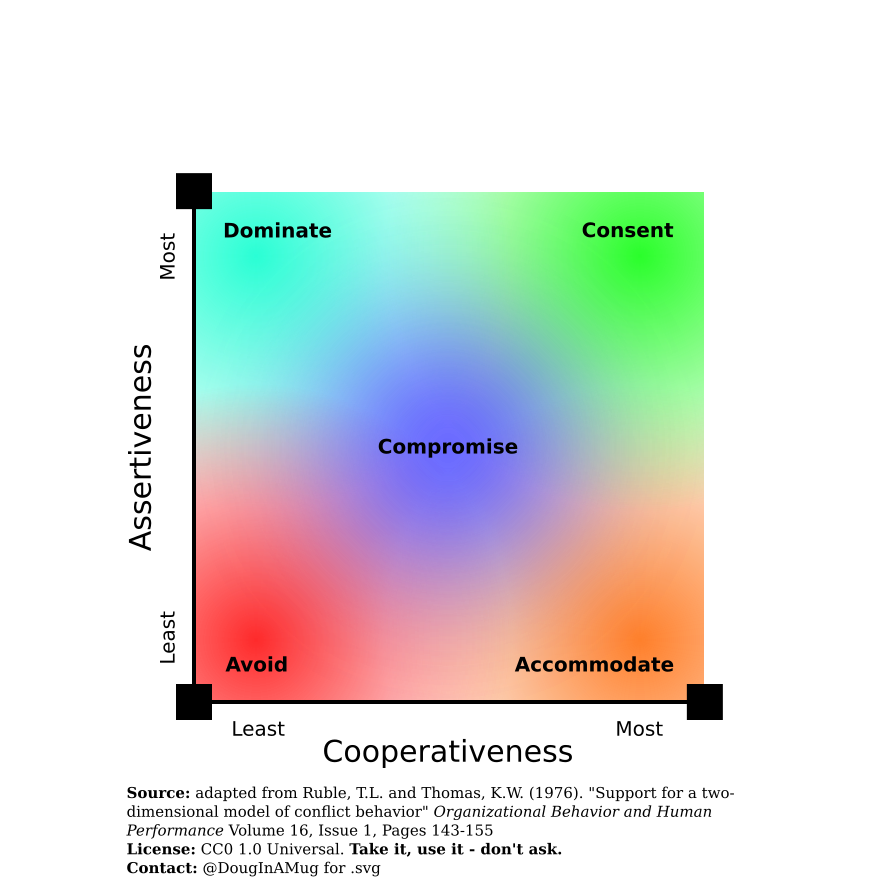 Dominate
Consent
Most
Assertiveness
Compromise
Least
Avoid
Accommodate
Least
Most
Cooperativeness
Source: adapted from Ruble, T.L. and Thomas, K.W. (1976). "Support for a two-
dimensional model of conflict behavior" Organizational Behavior and Human
Performance Volume 16, Issue 1, Pages 143-155
License: CC0 1.0 Universal. Take it, use it - don't ask.
Contact: @DougInAMug for .svg